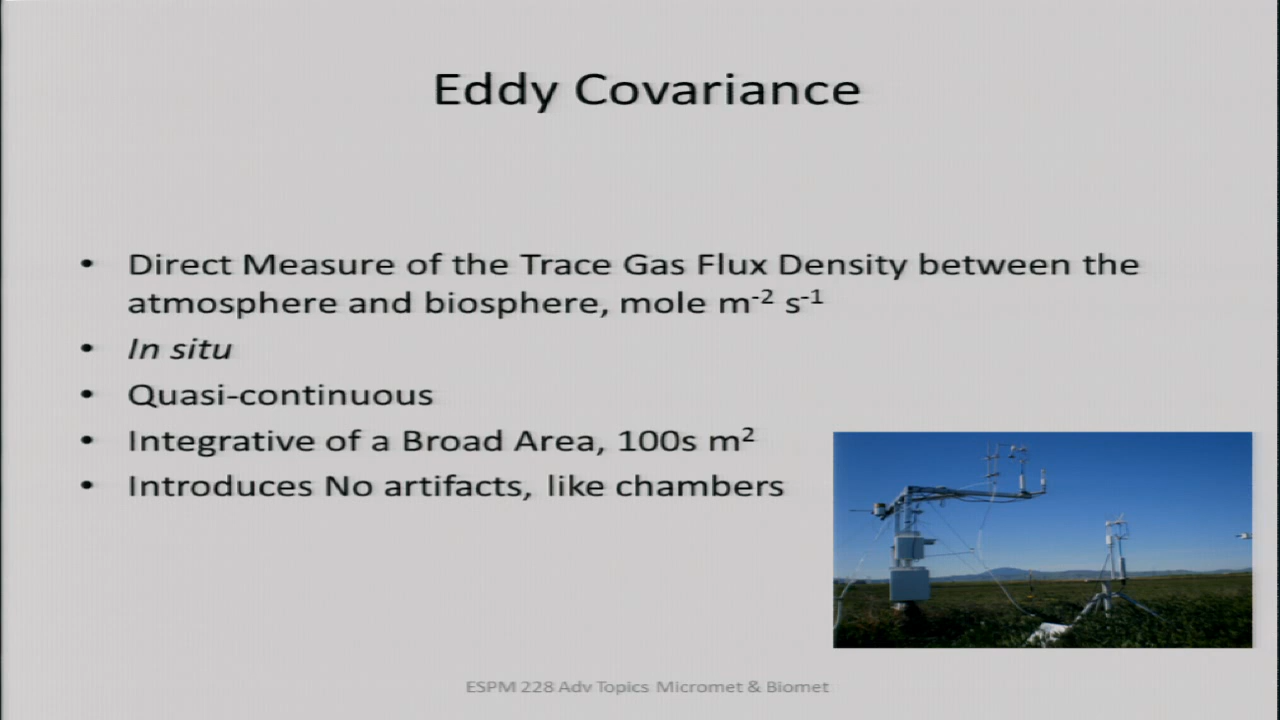 Eddy Covariance
• Direct Measure of the Trace Gas Flux Density between the
atmosphere and biosphere, mole m⁻² s⁻¹
• In situ
• Quasi-continuous
• Integrative of a Broad Area, 100s m²
• Introduces No artifacts, like chambers
ESPM 228 Adv Topics Micromet & Biomet